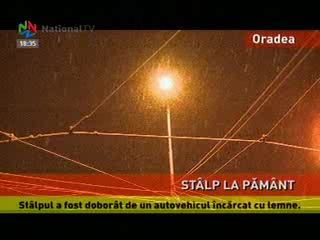 NationalTV
18:35
Oradea
STÂLP LA PĂMÂNT
Stâlpul a fost doborât de un autovehicul încărcat cu lemne.